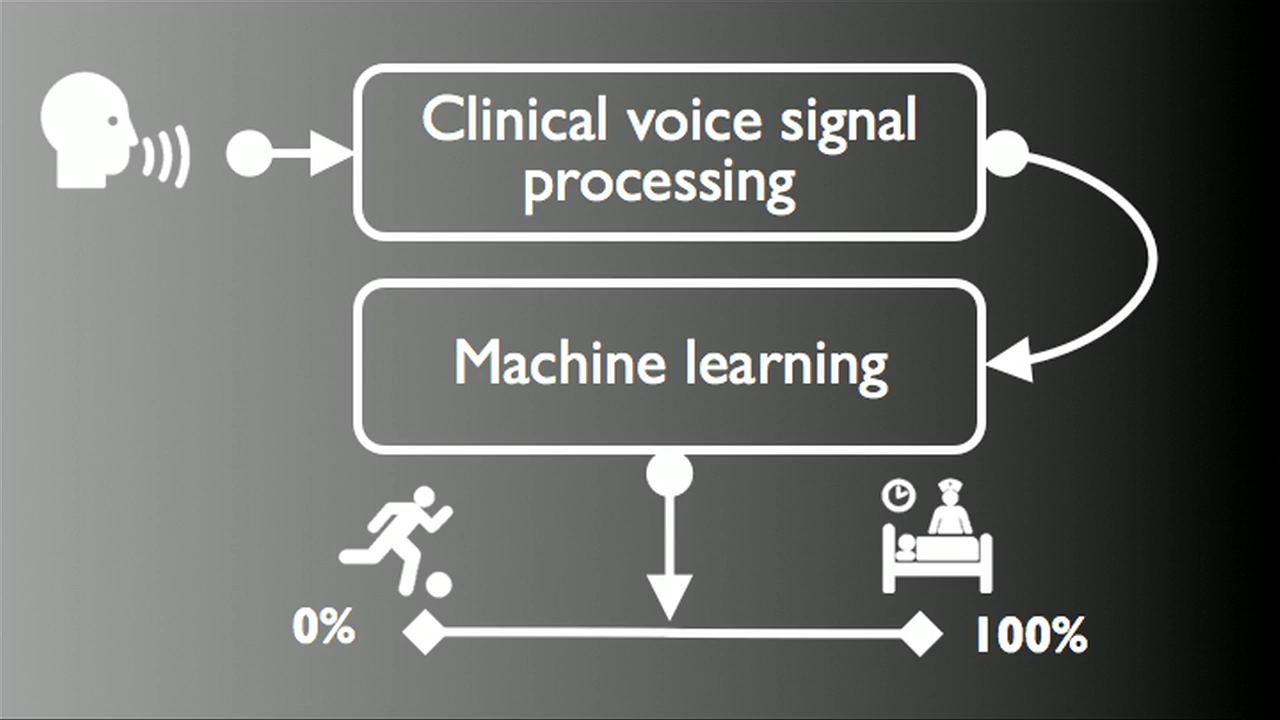 Clinical voice signal
processing
Machine learning
0%
100%